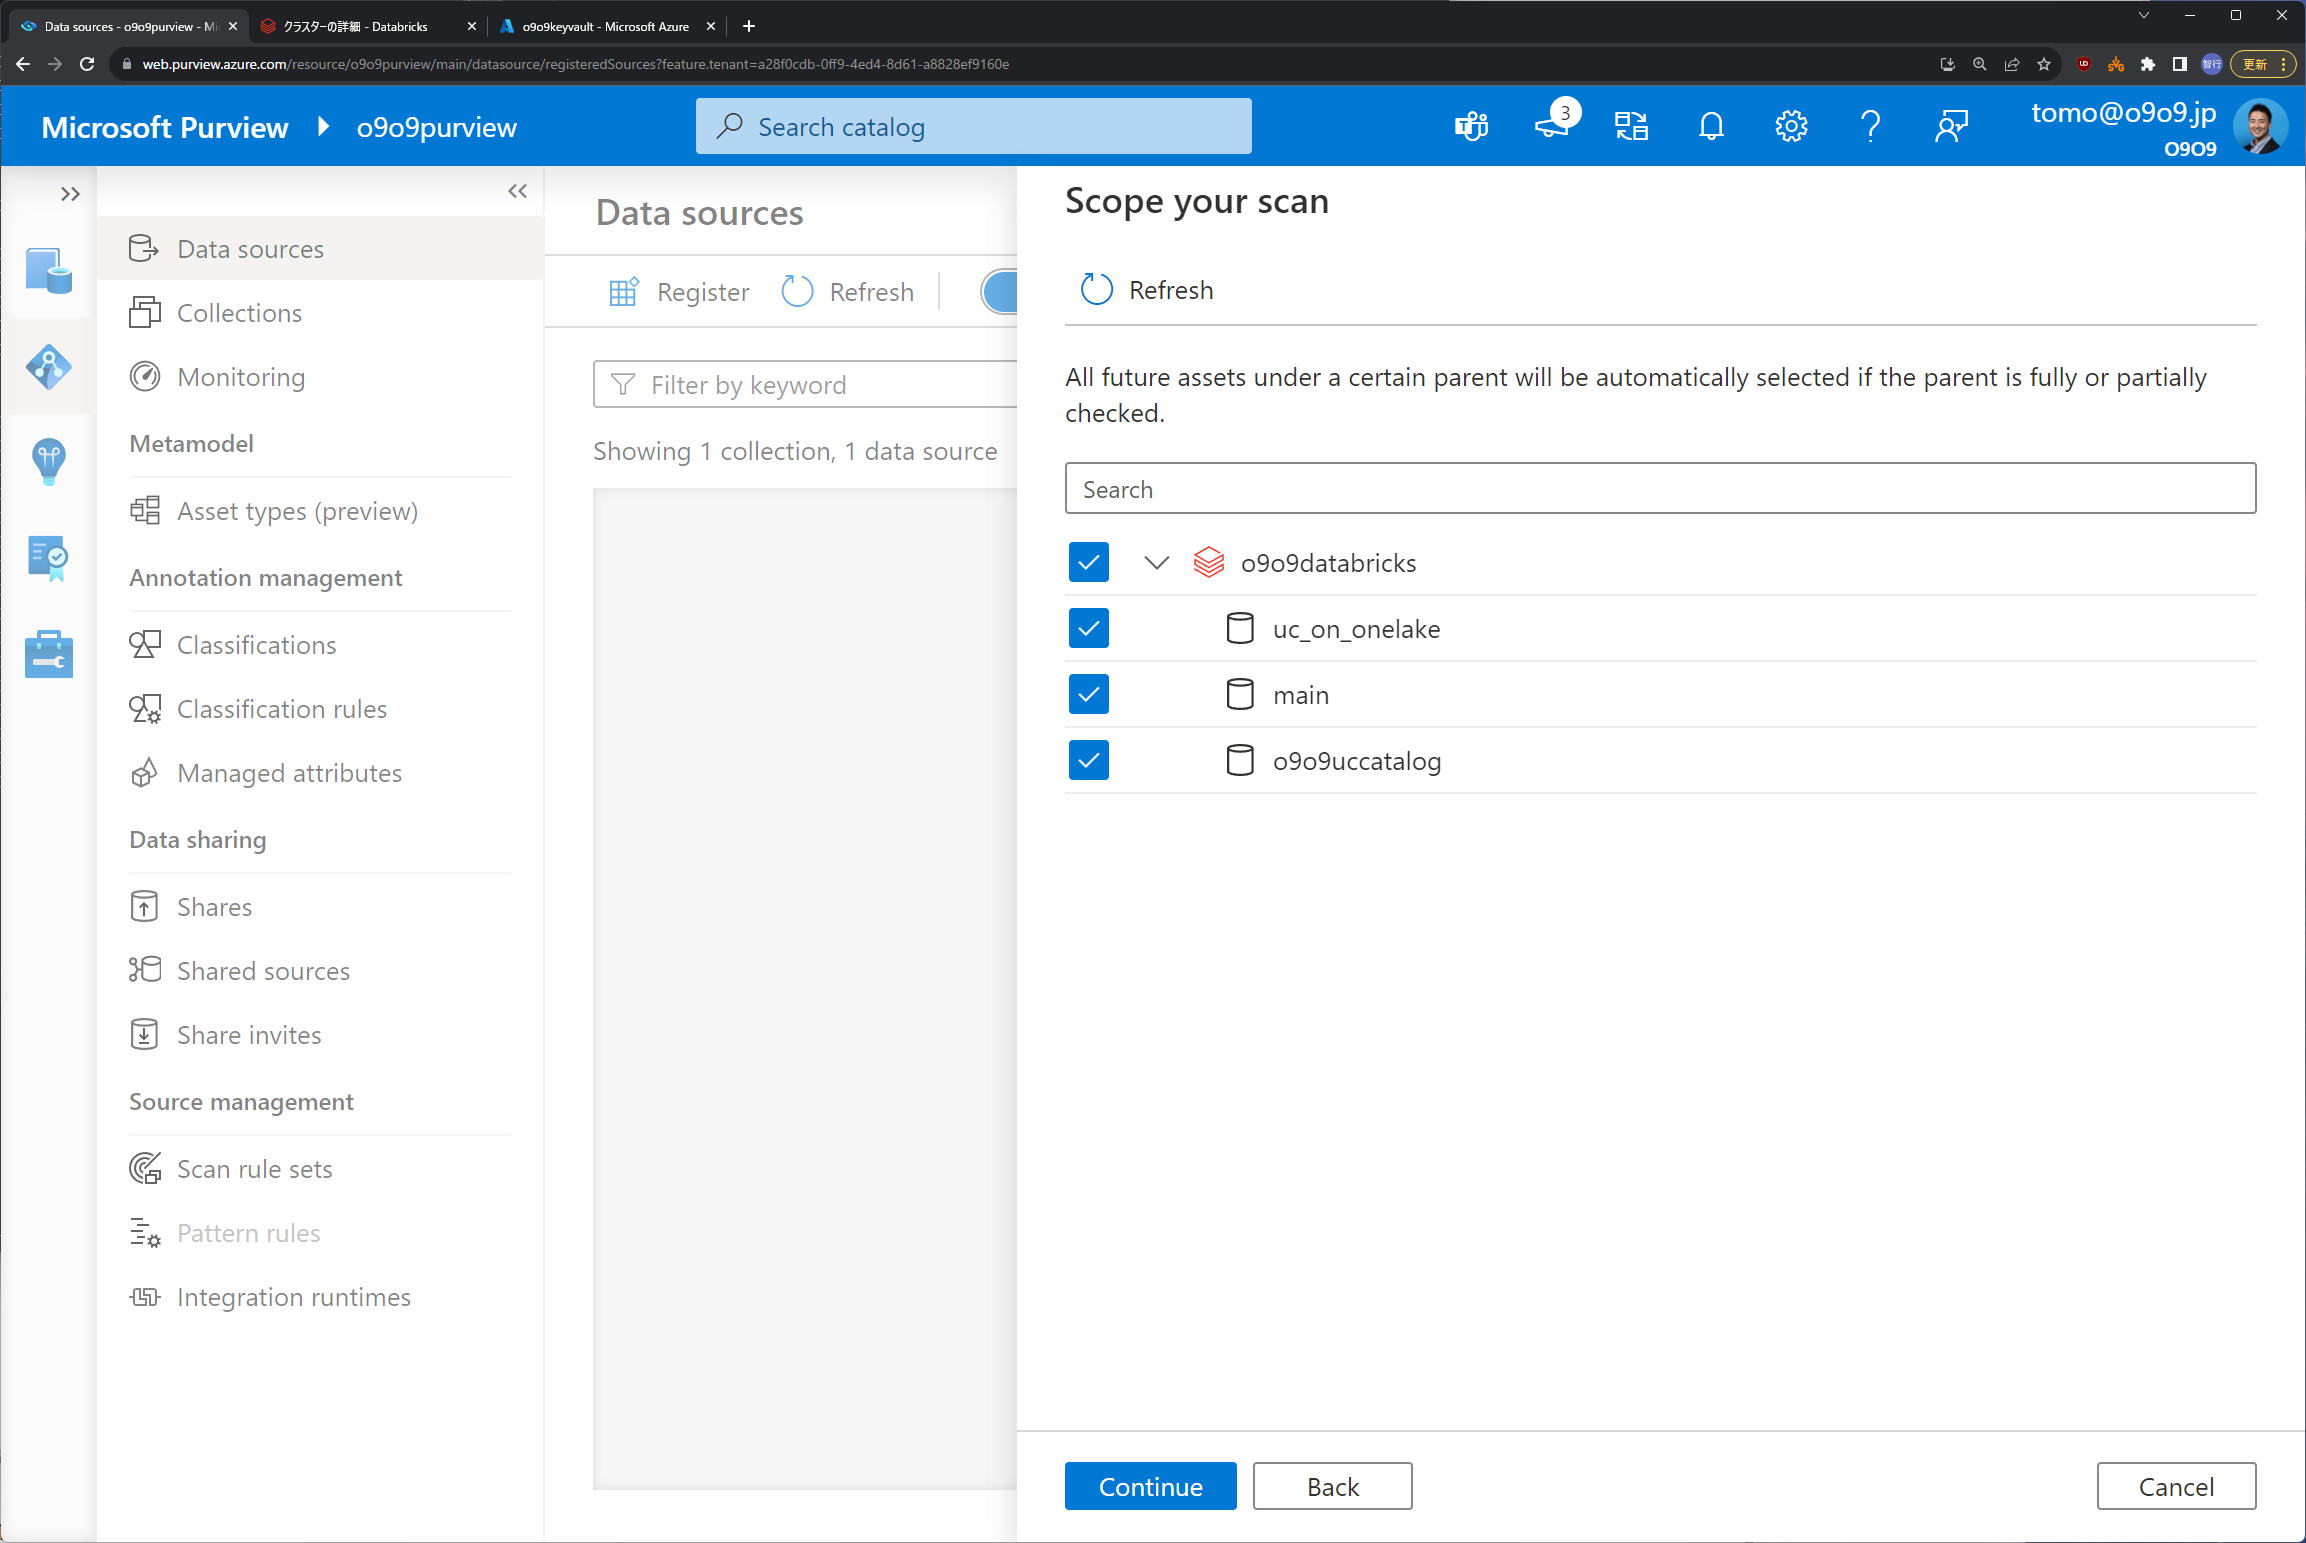 Data sources - o9o9purview - Mi
クラスターの詳細 - Databricks
o9o9keyvault - Microsoft Azure
web.purview.azure.com/resource/o9o9purview/main/datasource/registeredSources?feature.tenant=a28f0cdb-0ff9-4ed4-8d61-a8828ef9160e
智行
更新
Microsoft Purview
o9o9purview
Search catalog
3
tomo@o9o9.jp
O9O9
Data sources
Collections
Monitoring
Metamodel
Asset types (preview)
Annotation management
Classifications
Classification rules
Managed attributes
Data sharing
Shares
Shared sources
Share invites
Source management
Scan rule sets
Pattern rules
Integration runtimes
Data sources
Register
Refresh
Filter by keyword
Showing 1 collection, 1 data source
Scope your scan
Refresh
All future assets under a certain parent will be automatically selected if the parent is fully or partially
checked.
Search
o9o9databricks
uc_on_onelake
main
o9o9uccatalog
Continue
Back
Cancel